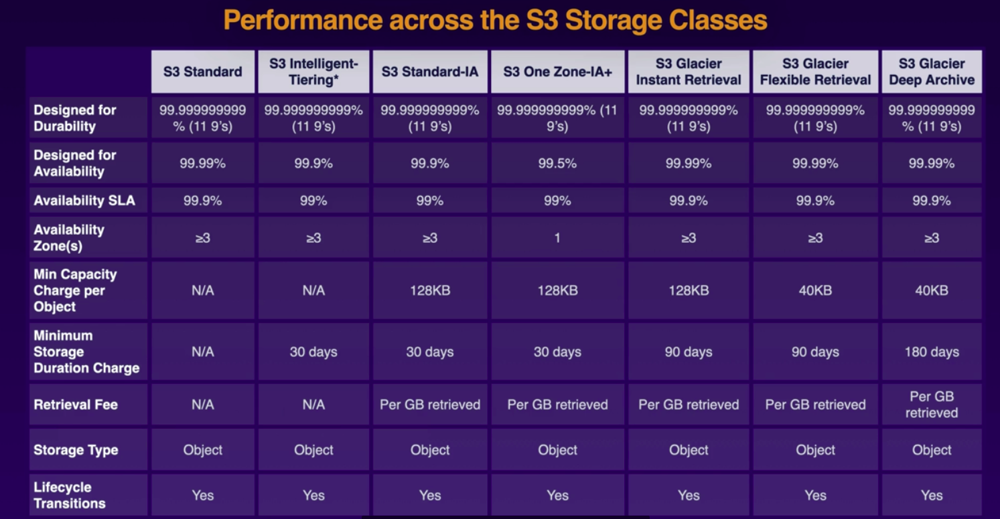 Performance across the S3 Storage Classes
S3 Standard
S3 Intelligent-
Tiering*
S3 Standard-IA
S3 One Zone-IA+
S3 Glacier
Instant Retrieval
S3 Glacier
Flexible Retrieval
S3 Glacier
Deep Archive
Designed for
Durability
99.999999999
% (11 9’s)
99.999999999%
(11 9’s)
99.999999999%
(11 9’s)
99.999999999% (11
9’s)
99.999999999%
(11 9’s)
99.999999999%
(11 9’s)
99.999999999
% (11 9’s)
Designed for
Availability
99.99%
99.9%
99.9%
99.5%
99.99%
99.99%
99.99%
Availability SLA
99.9%
99%
99%
99%
99.9%
99.9%
99.9%
Availability
Zone(s)
≥3
≥3
≥3
1
≥3
≥3
≥3
Min Capacity
Charge per
Object
N/A
N/A
128KB
128KB
128KB
40KB
40KB
Minimum
Storage
Duration Charge
N/A
30 days
30 days
30 days
90 days
90 days
180 days
Retrieval Fee
N/A
N/A
Per GB retrieved
Per GB retrieved
Per GB retrieved
Per GB retrieved
Per GB
retrieved
Storage Type
Object
Object
Object
Object
Object
Object
Object
Lifecycle
Transitions
Yes
Yes
Yes
Yes
Yes
Yes
Yes